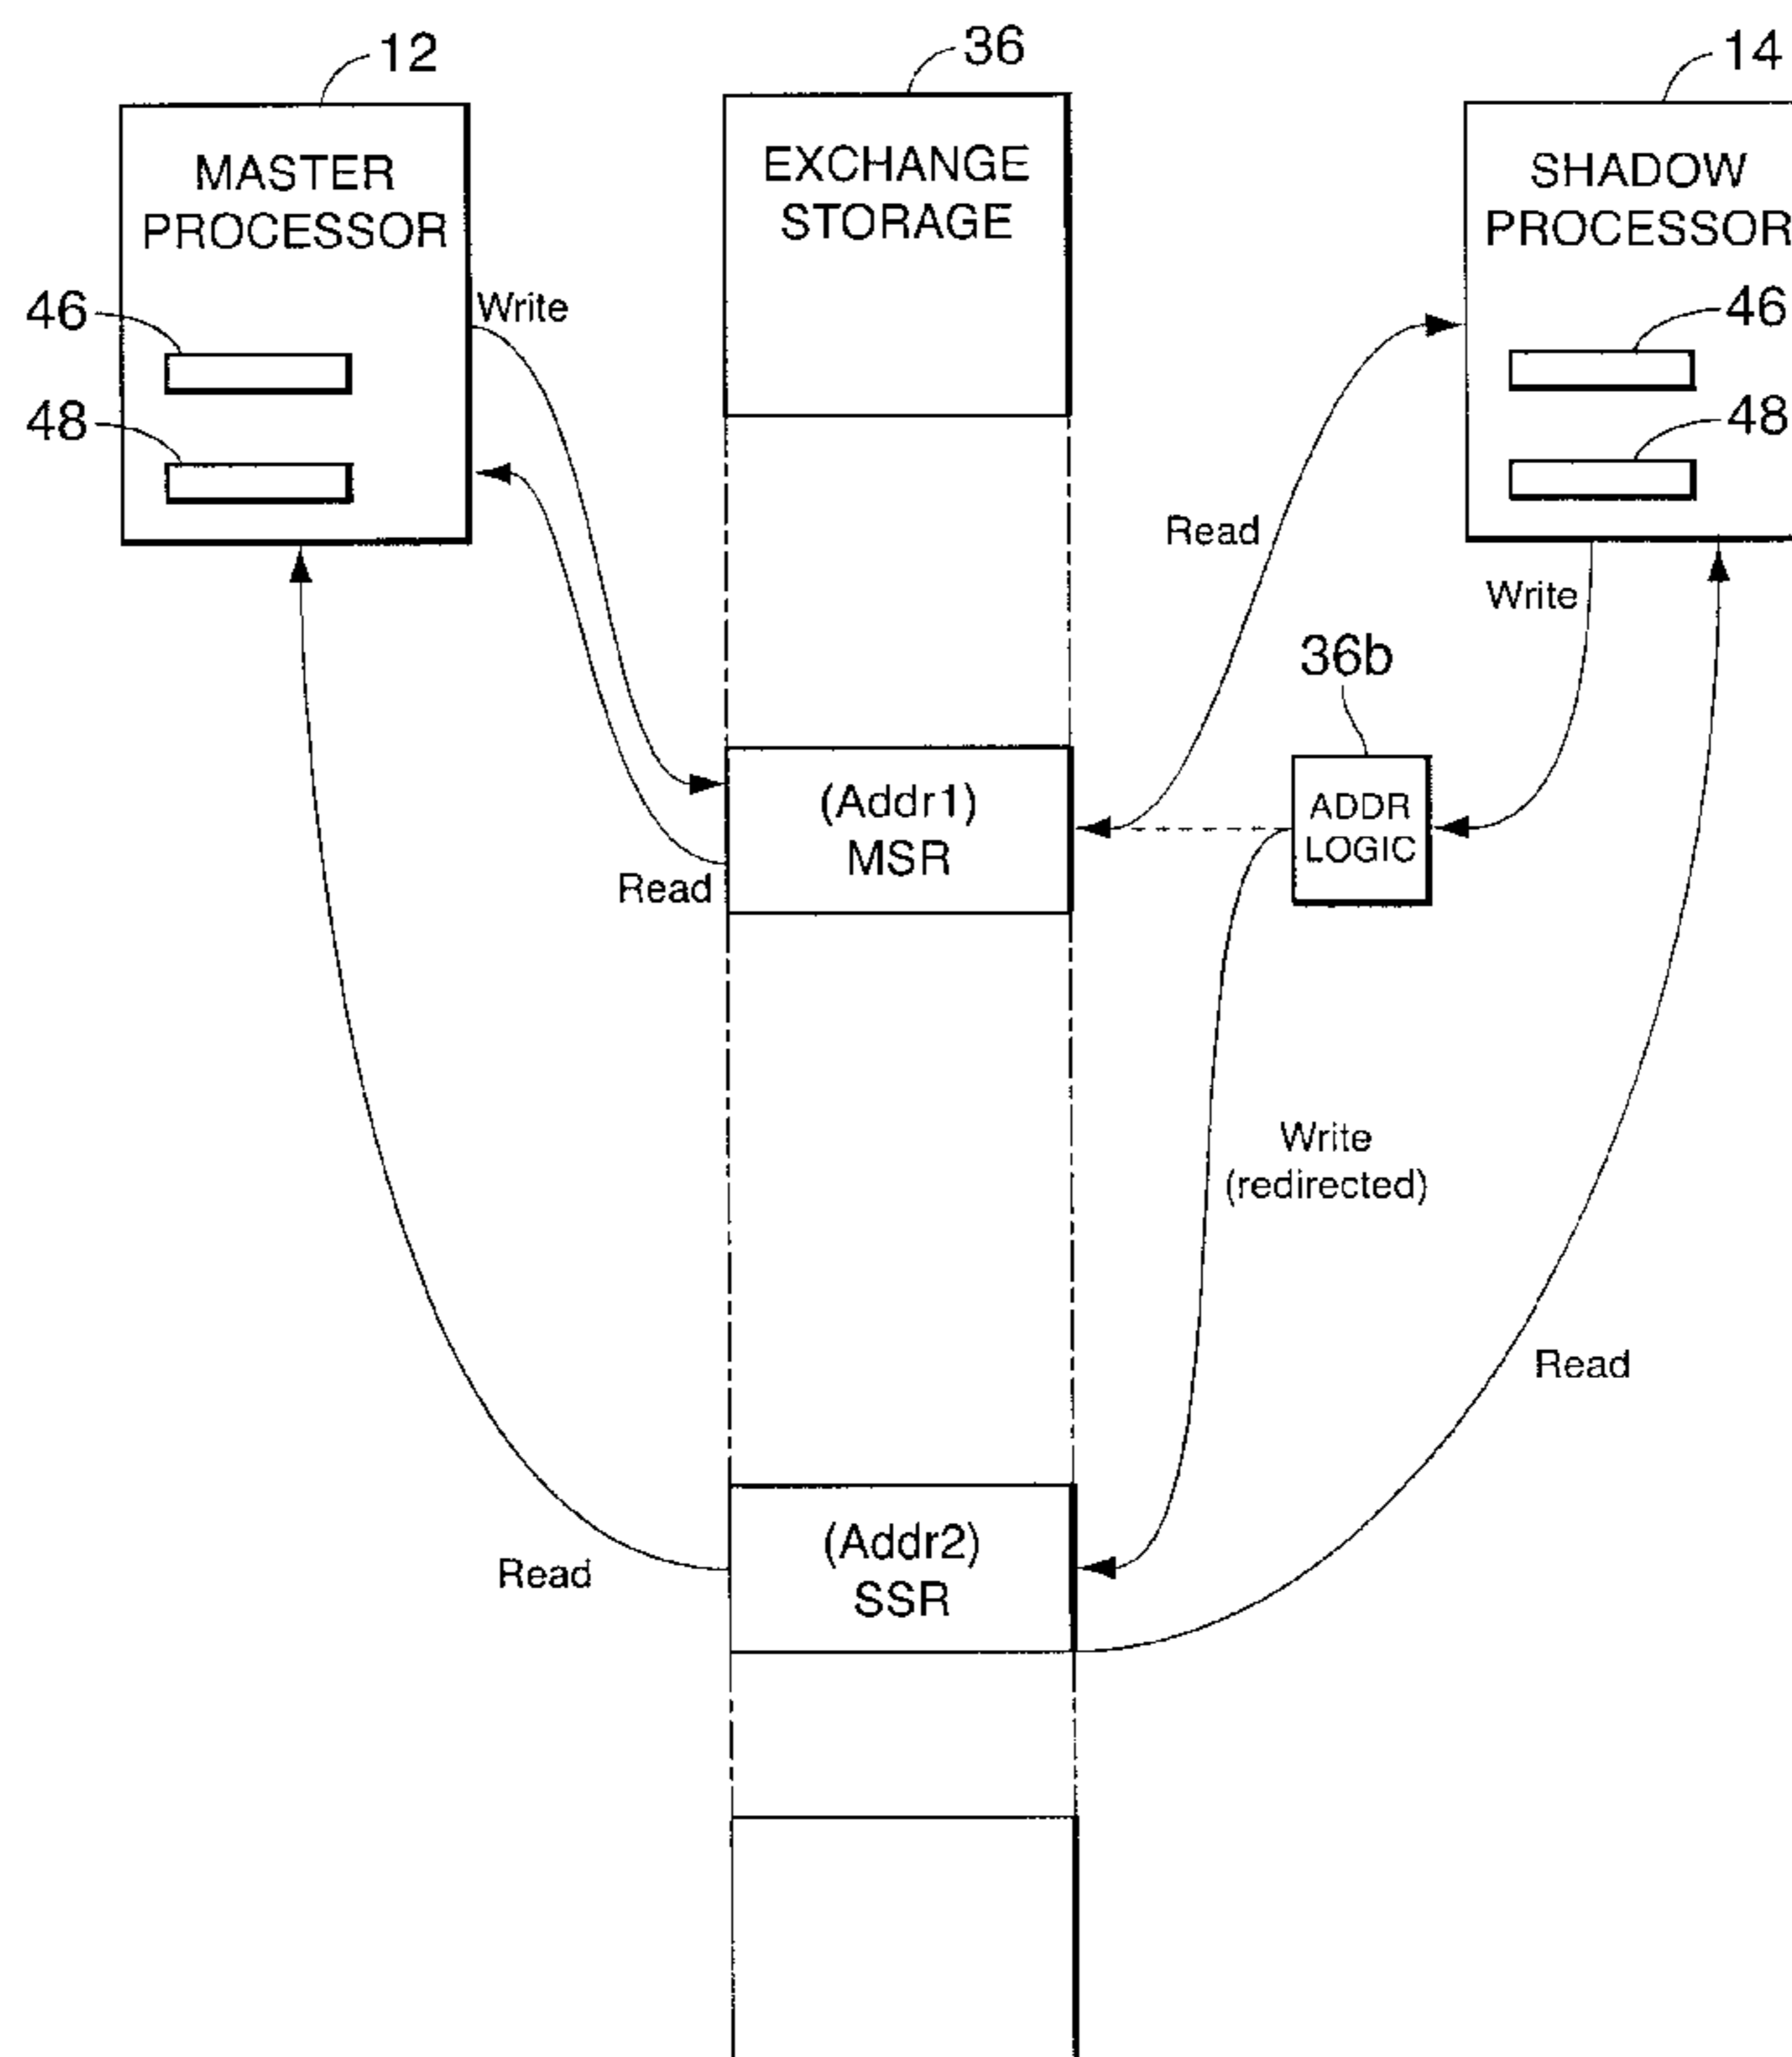 12
36
14
MASTER
PROCESSOR
EXCHANGE
STORAGE
SHADOW
PROCESSOR
46
Write
46
48
48
Read
Write
36b
(Addr1)
MSR
ADDR
LOGIC
Read
Write
(redirected)
Read
(Addr2)
SSR
Read